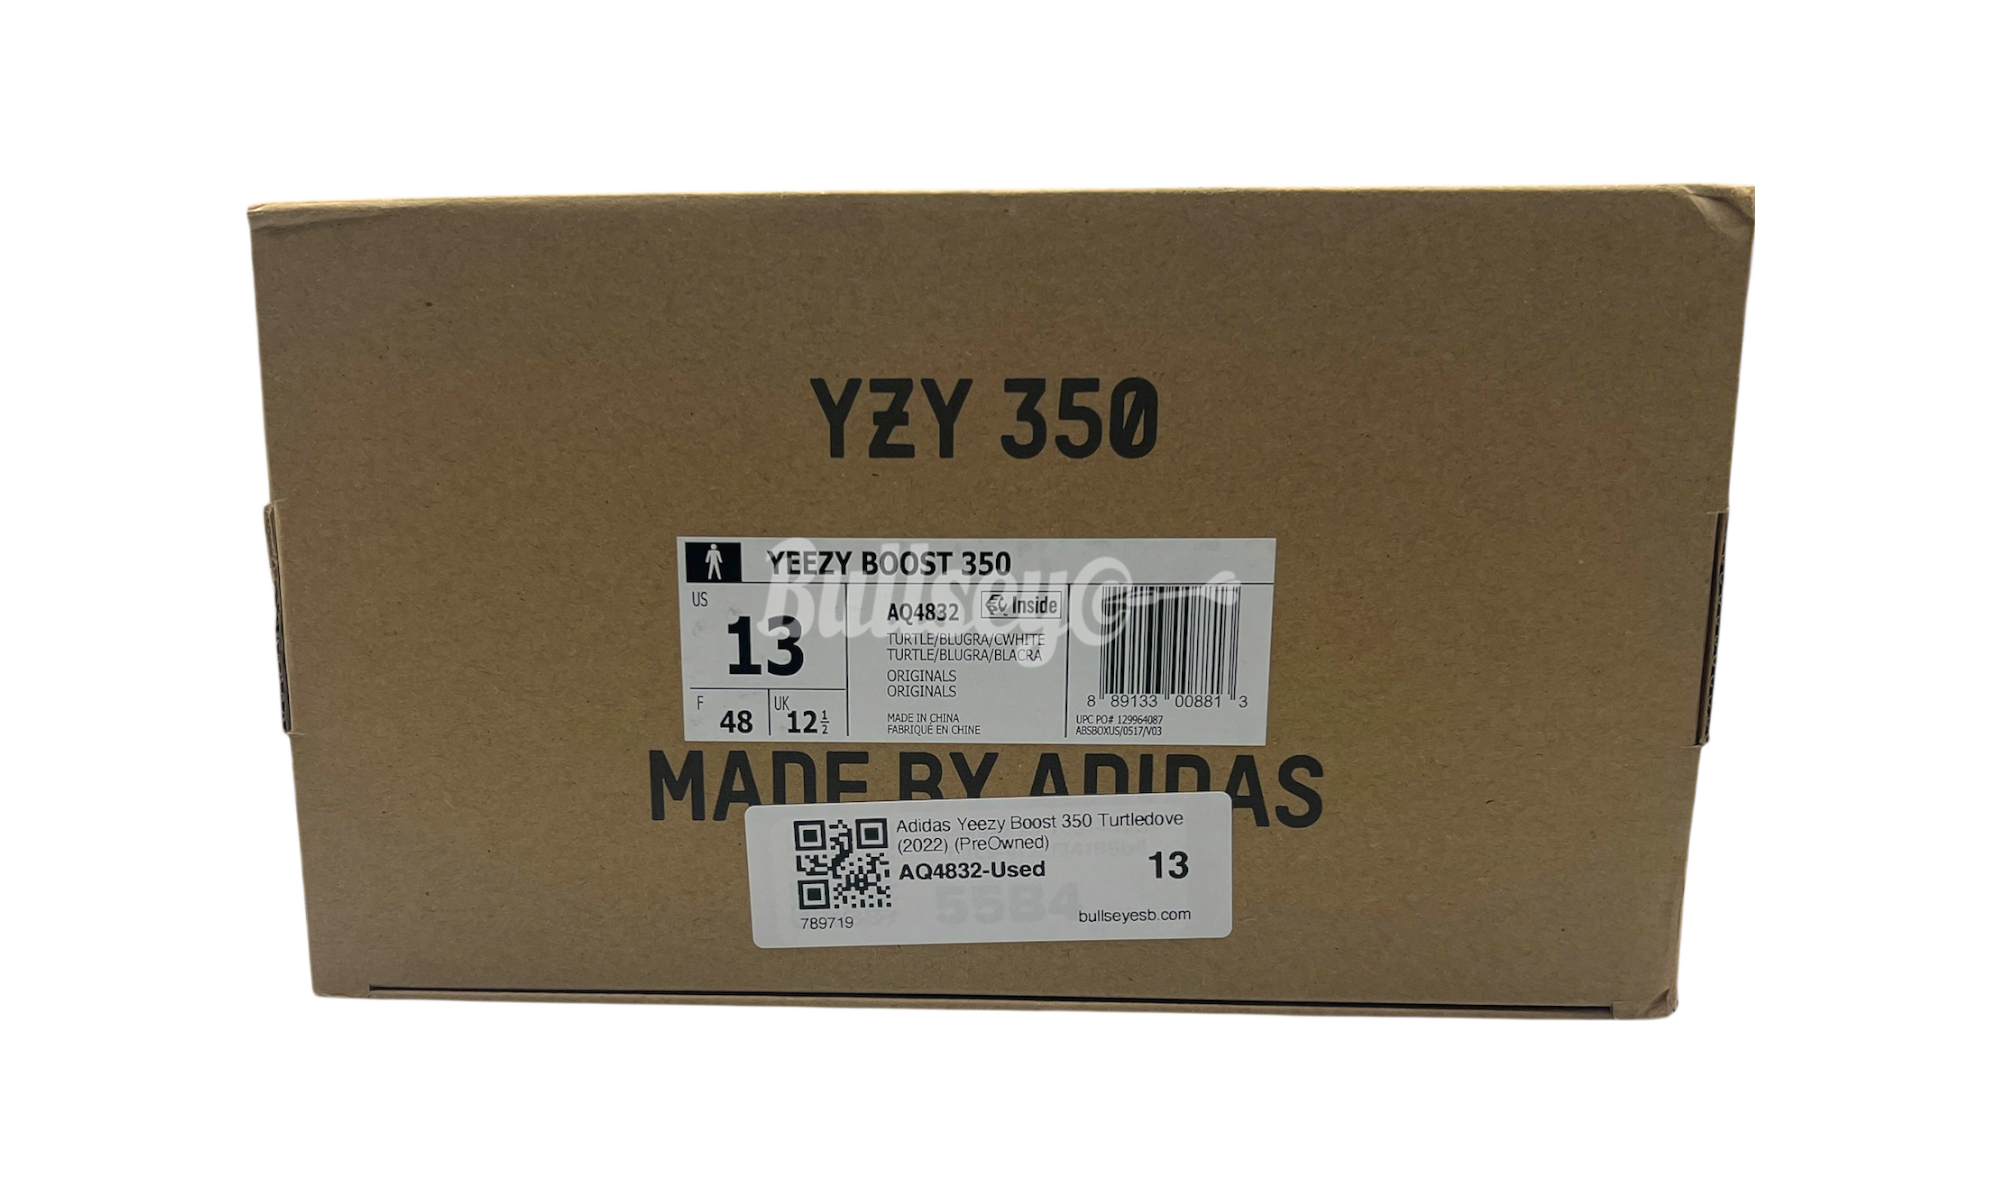 YZY 350
YEEZY BOOST 350
US
13
F
48
UK
12 1/2
AQ4832
Inside
TURTLE/BLUGRA/CWHITE
TURTLE/BLUGRA/BLACRA
ORIGINALS
ORIGINALS
MADE IN CHINA
FABRIQUÉ EN CHINE
8 89133 00881 3
UPC PO# 129964087
ABSBOXUS/0517/V03
Bullseye
MADE BY ADIDAS
Adidas Yeezy Boost 350 Turtledove
(2022) (PreOwned)
AQ4832-Used
13
789719
bullseyesb.com